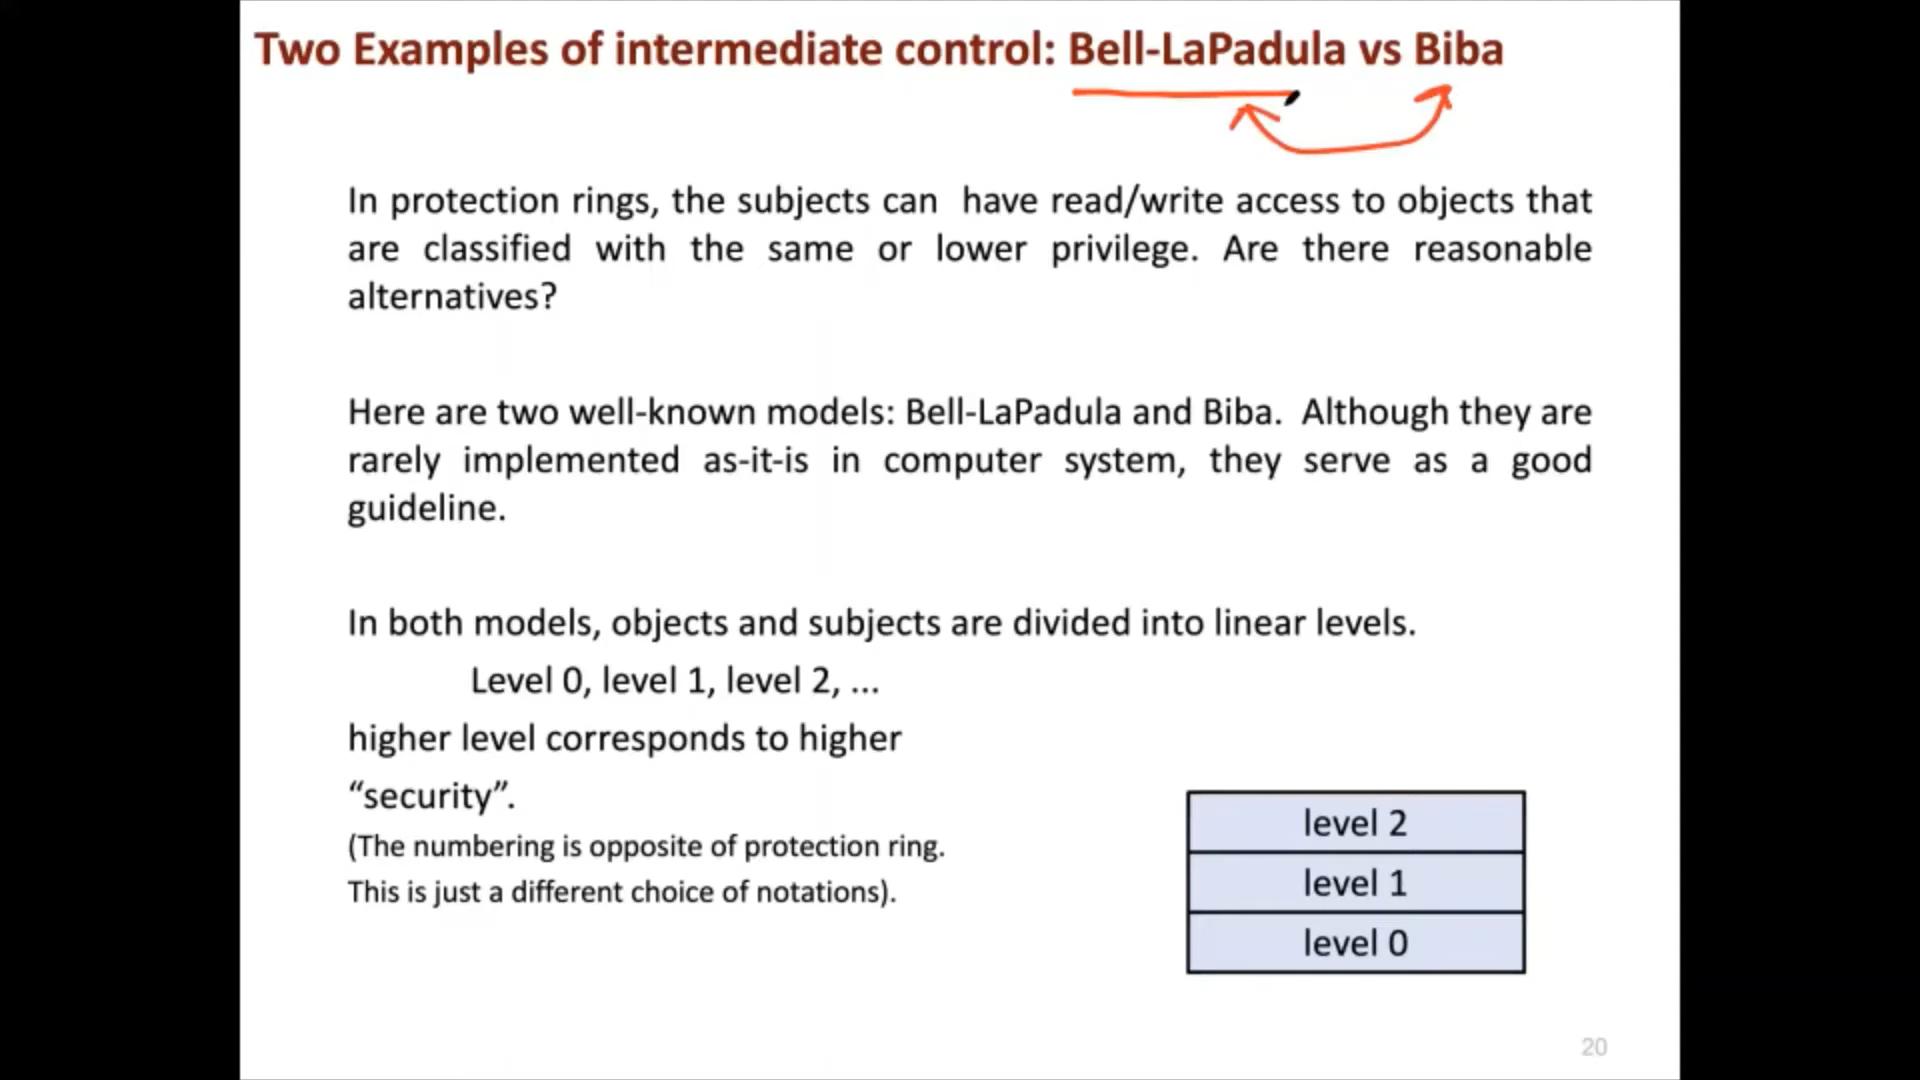 Two Examples of intermediate control: Bell-LaPadula vs Biba
In protection rings, the subjects can have read/write access to objects that
are classified with the same or lower privilege. Are there reasonable
alternatives?
Here are two well-known models: Bell-LaPadula and Biba. Although they are
rarely implemented as-it-is in computer system, they serve as a good
guideline.
In both models, objects and subjects are divided into linear levels.
Level 0, level 1, level 2, ...
higher level corresponds to higher
“security”.
(The numbering is opposite of protection ring.
This is just a different choice of notations).
level 2
level 1
level 0
20